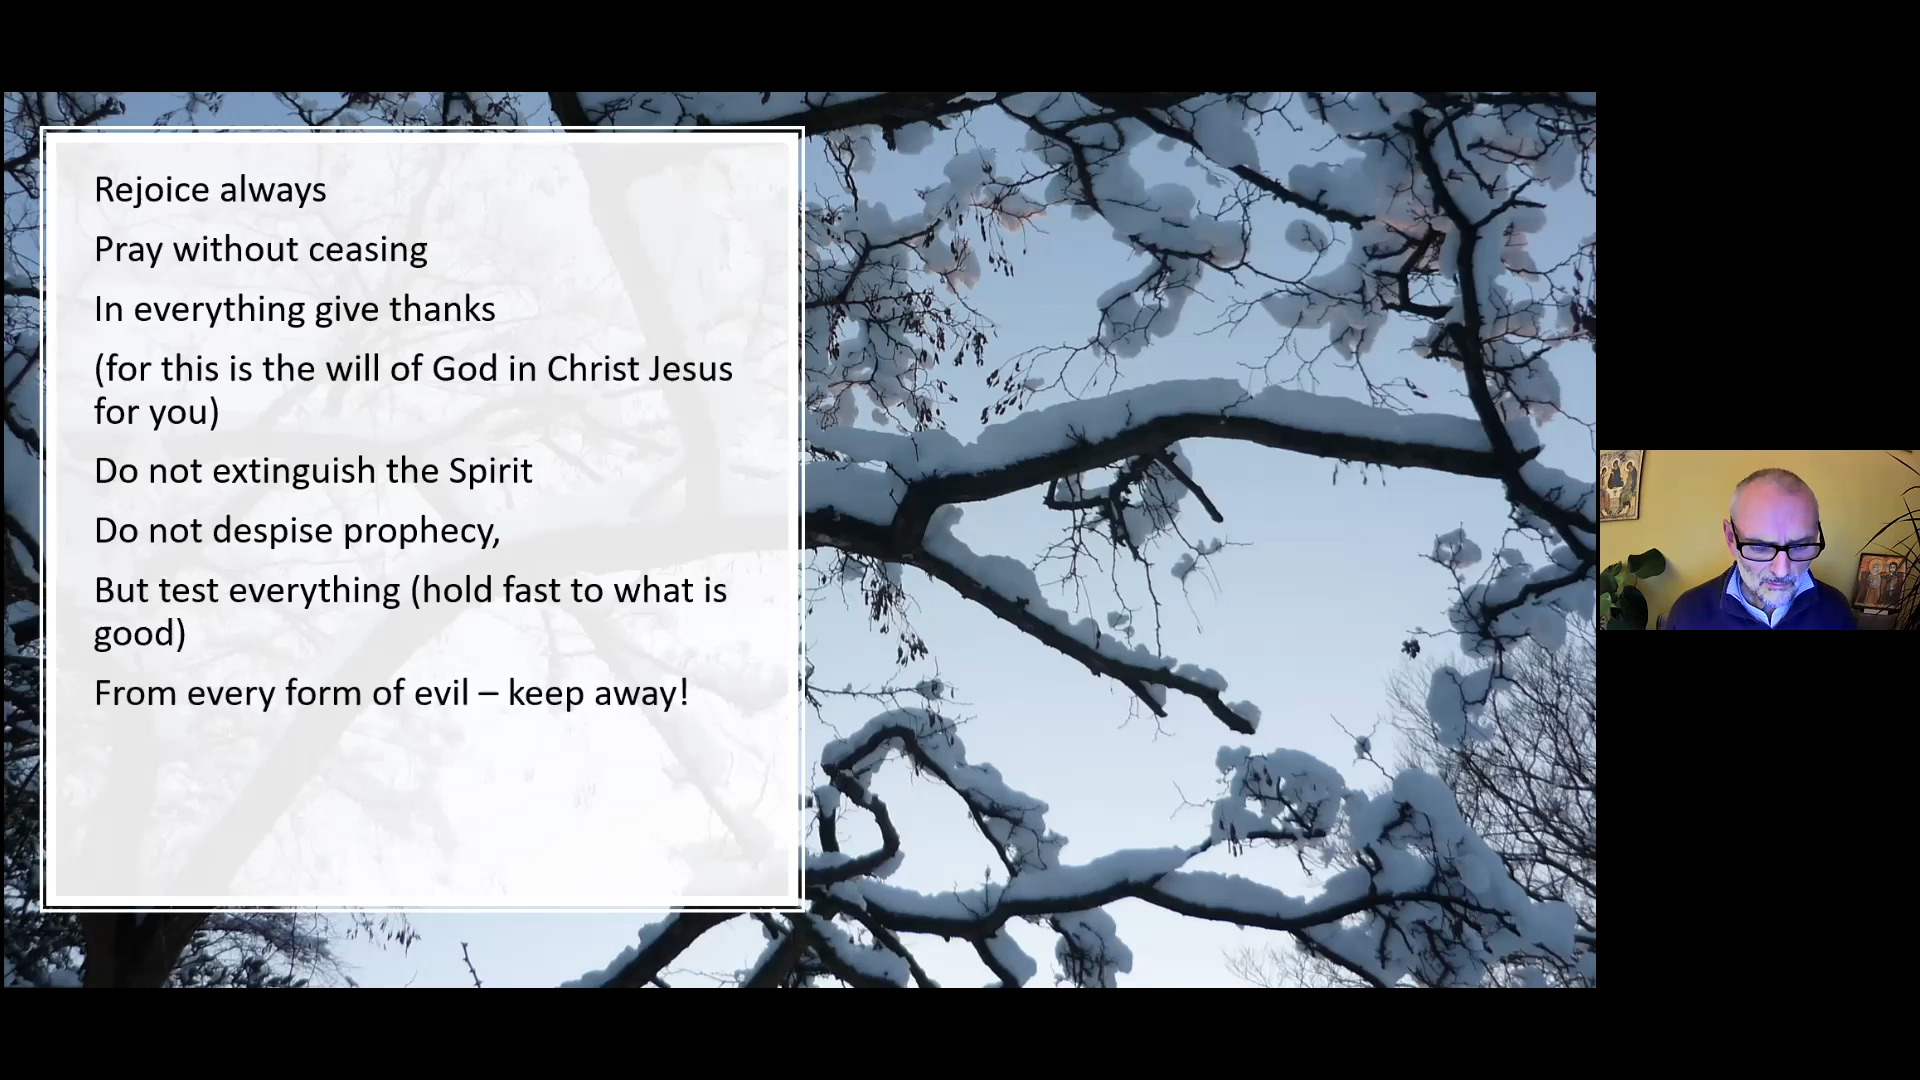 Rejoice always
Pray without ceasing
In everything give thanks
(for this is the will of God in Christ Jesus
for you)
Do not extinguish the Spirit
Do not despise prophecy,
But test everything (hold fast to what is
good)
From every form of evil – keep away!